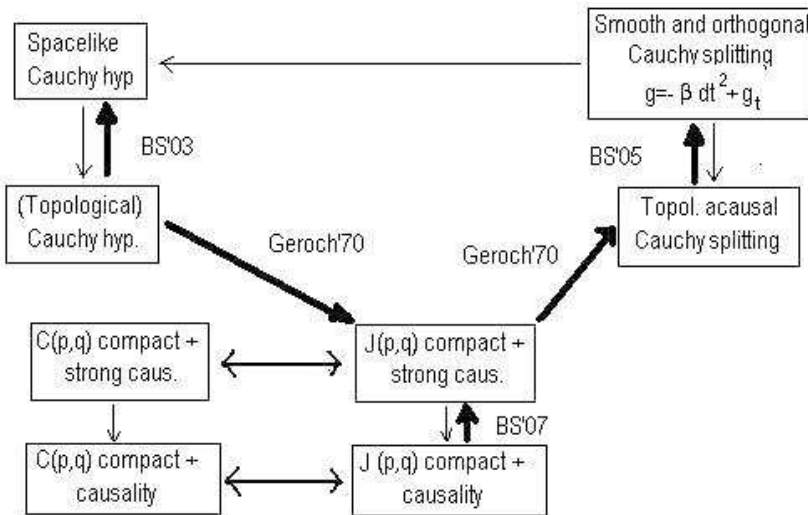 Spacelike
Cauchy hyp
Smooth and orthogonal
Cauchy splitting
g=- β dt²+g_t
BS'03
BS'05
(Topological)
Cauchy hyp.
Topol. acausal
Cauchy splitting
Geroch'70
Geroch'70
C(p,q) compact +
strong caus.
J(p,q) compact +
strong caus.
BS'07
C(p,q) compact +
causality
J (p,q) compact +
causality